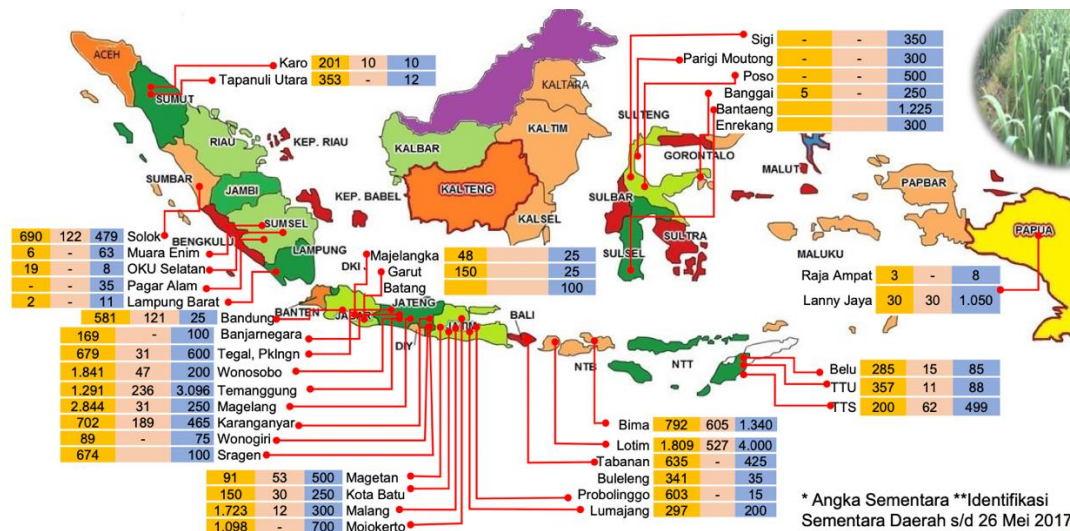 Karo 201 10 10
Tapanuli Utara 353 - 12
Sigi - - 350
Parigi Moutong - - 300
Poso - - 500
Banggai 5 - 250
Bantaeng 1.225
Enrekang 300
ACEH
SUMUT
RIAU
KEP. RIAU
SUMBAR
JAMBI
KEP. BABEL
SUMSEL
BENGKULU
LAMPUNG
KALBAR
KALTENG
KALTARA
KALTIM
KALSEL
SULTENG
GORONTALO
SULBAR
SULSEL
SULTRA
MALUT
MALUKU
PAPBAR
PAPUA
690 122 479 Solok
6 - 63 Muara Enim
19 - 8 OKU Selatan
- - 35 Pagar Alam
2 - 11 Lampung Barat
Majelangka 48 25
Garut 150 25
Batang 100
DKI
BANTEN
JABAR
JATENG
DIY
JATIM
BALI
NTB
NTT
Raja Ampat 3 - 8
Lanny Jaya 30 30 1.050
581 121 25 Bandung
169 - 100 Banjarnegara
679 31 600 Tegal, Pklngn
1.841 47 200 Wonosobo
1.291 236 3.096 Temanggung
2.844 31 250 Magelang
702 189 465 Karanganyar
89 - 75 Wonogiri
674 100 Sragen
91 53 500 Magetan
150 30 250 Kota Batu
1.723 12 300 Malang
1.098 - 700 Mojokerto
Belu 285 15 85
TTU 357 11 88
TTS 200 62 499
Bima 792 605 1.340
Lotim 1.809 527 4.000
Tabanan 635 - 425
Buleleng 341 35
Probolinggo 603 - 15
Lumajang 297 200
* Angka Sementara **Identifikasi
Sementara Daerah s/d 26 Mei 2017